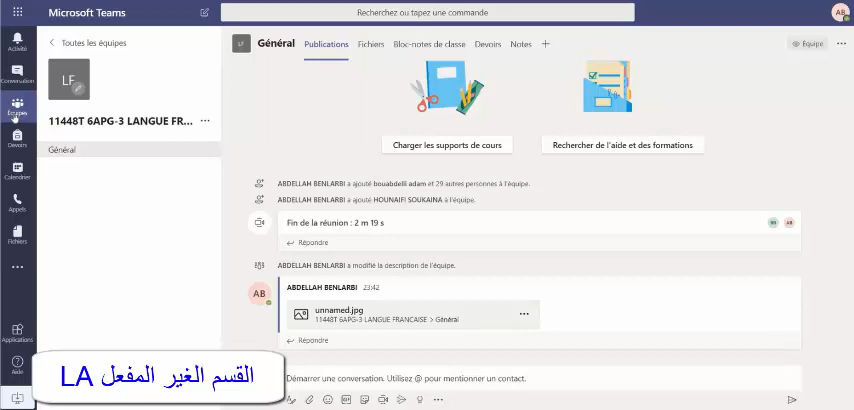 Microsoft Teams
Recherchez ou tapez une commande
AB
Activité
Conversation
Équipes
Devoirs
Calendrier
Appels
Fichiers
Applications
Aide
Toutes les équipes
LF
11448T 6APG-3 LANGUE FR...
Général
LF
Général
Publications
Fichiers
Bloc-notes de classe
Devoirs
Notes
Équipe
Charger les supports de cours
Rechercher de l'aide et des formations
ABDELLAH BENLARBI a ajouté bouabdelli adam et 29 autres personnes à l'équipe.
ABDELLAH BENLARBI a ajouté HOUNAIFI SOUKAINA à l'équipe.
Fin de la réunion : 2 m 19 s
AB
Répondre
ABDELLAH BENLARBI a modifié la description de l'équipe.
AB
ABDELLAH BENLARBI 23:42
unnamed.jpg
11448T 6APG-3 LANGUE FRANCAISE > Général
Répondre
Démarrer une conversation. Utilisez @ pour mentionner un contact.
القسم الغير المفعل LA